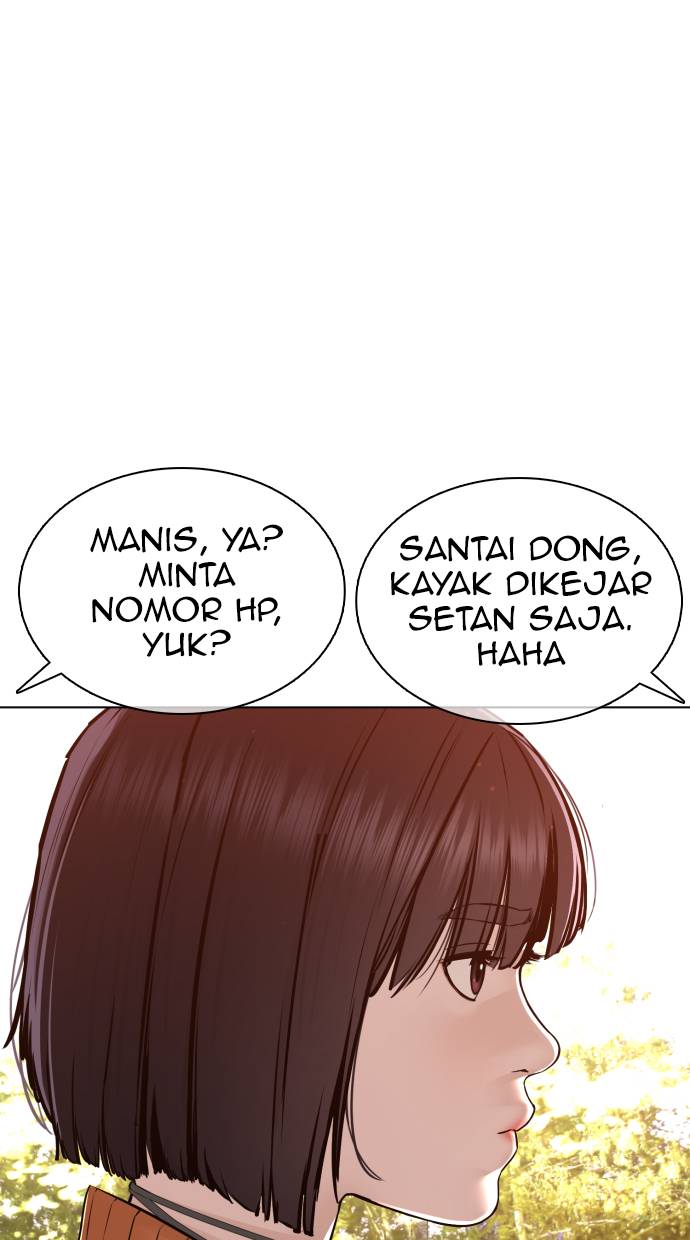 MANIS, YA?
MINTA
NOMOR HP,
YUK?
SANTAI DONG,
KAYAK DIKEJAR
SETAN SAJA.
HAHA